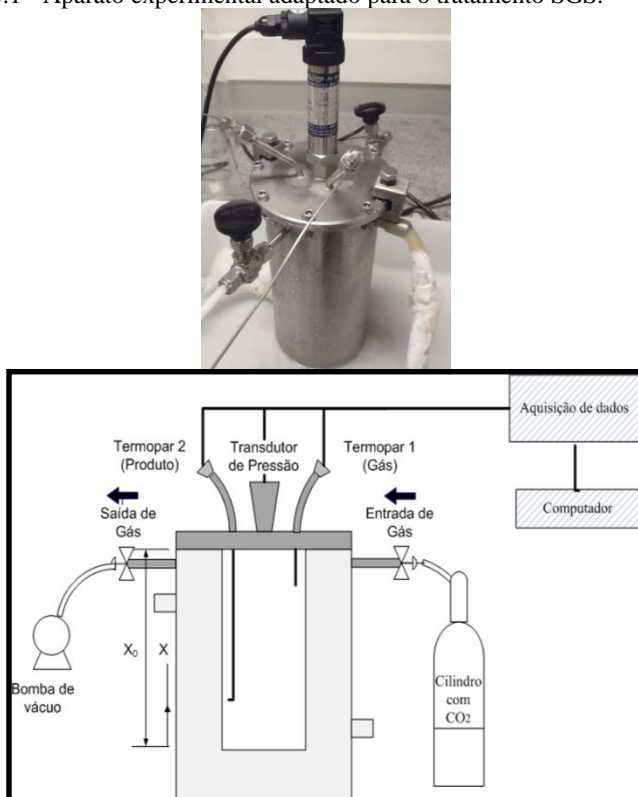 Aparato experimental adaptado para o tratamento SGS.
Aquisição de dados
Termopar 2
(Produto)
Transdutor
de Pressão
Termopar 1
(Gás)
Computador
Saída de
Gás
Entrada de
Gás
X₀
X
Bomba de
vácuo
Cilindro
com
CO₂